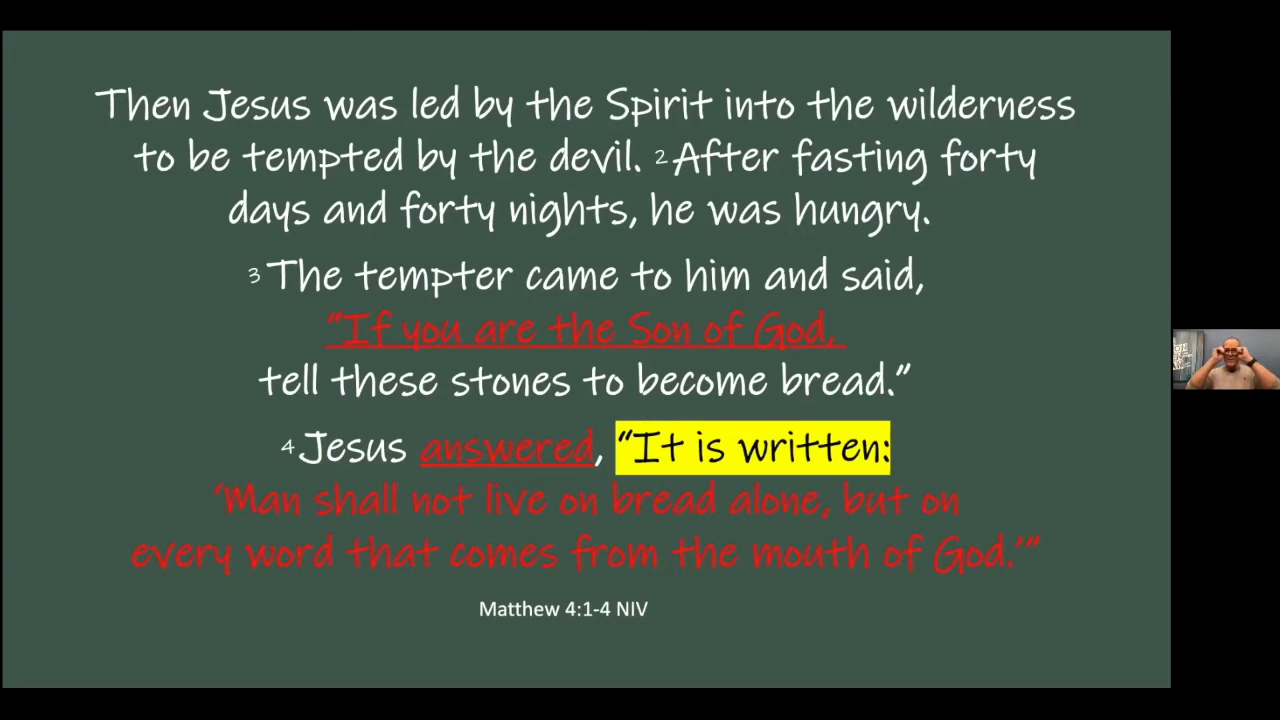 Then Jesus was led by the Spirit into the wilderness
to be tempted by the devil. 2 After fasting forty
days and forty nights, he was hungry.
3 The tempter came to him and said,
"If you are the Son of God,
tell these stones to become bread."
4 Jesus answered, "It is written:
'Man shall not live on bread alone, but on
every word that comes from the mouth of God.'"
Matthew 4:1-4 NIV